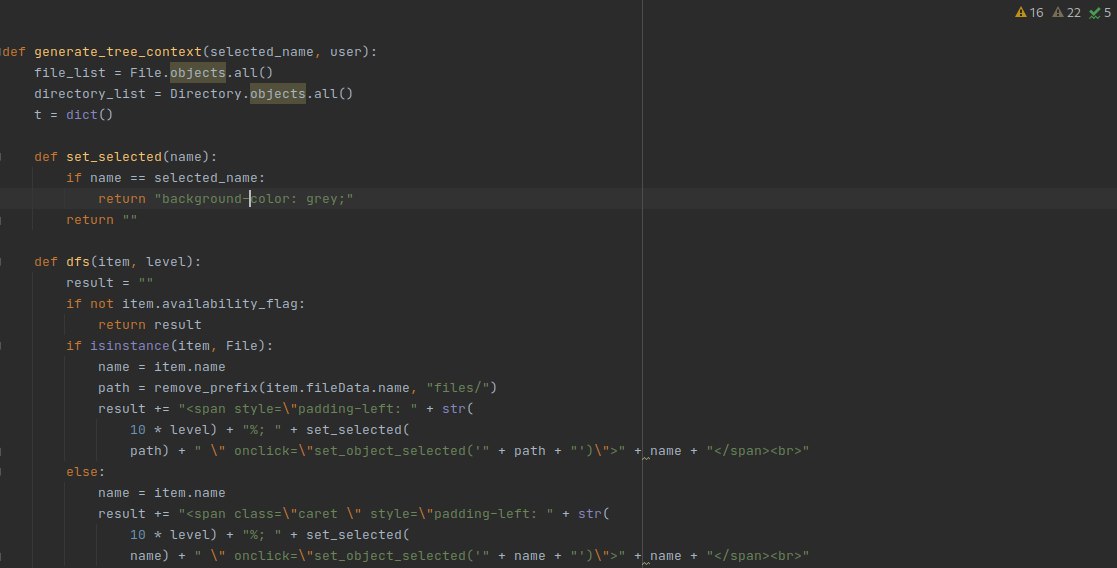 16 22 5
def generate_tree_context(selected_name, user):
    file_list = File.objects.all()
    directory_list = Directory.objects.all()
    t = dict()
    def set_selected(name):
        if name == selected_name:
            return "background-color: grey;"
        return ""
    def dfs(item, level):
        result = ""
        if not item.availability_flag:
            return result
        if isinstance(item, File):
            name = item.name
            path = remove_prefix(item.fileData.name, "files/")
            result += "<span style=\"padding-left: " + str(
                10 * level) + "%; " + set_selected(
                path) + " \" onclick=\"set_object_selected('" + path + "')\">" + name + "</span><br>"
        else:
            name = item.name
            result += "<span class=\"caret \" style=\"padding-left: " + str(
                10 * level) + "%; " + set_selected(
                name) + " \" onclick=\"set_object_selected('" + name + "')\">" + name + "</span><br>"